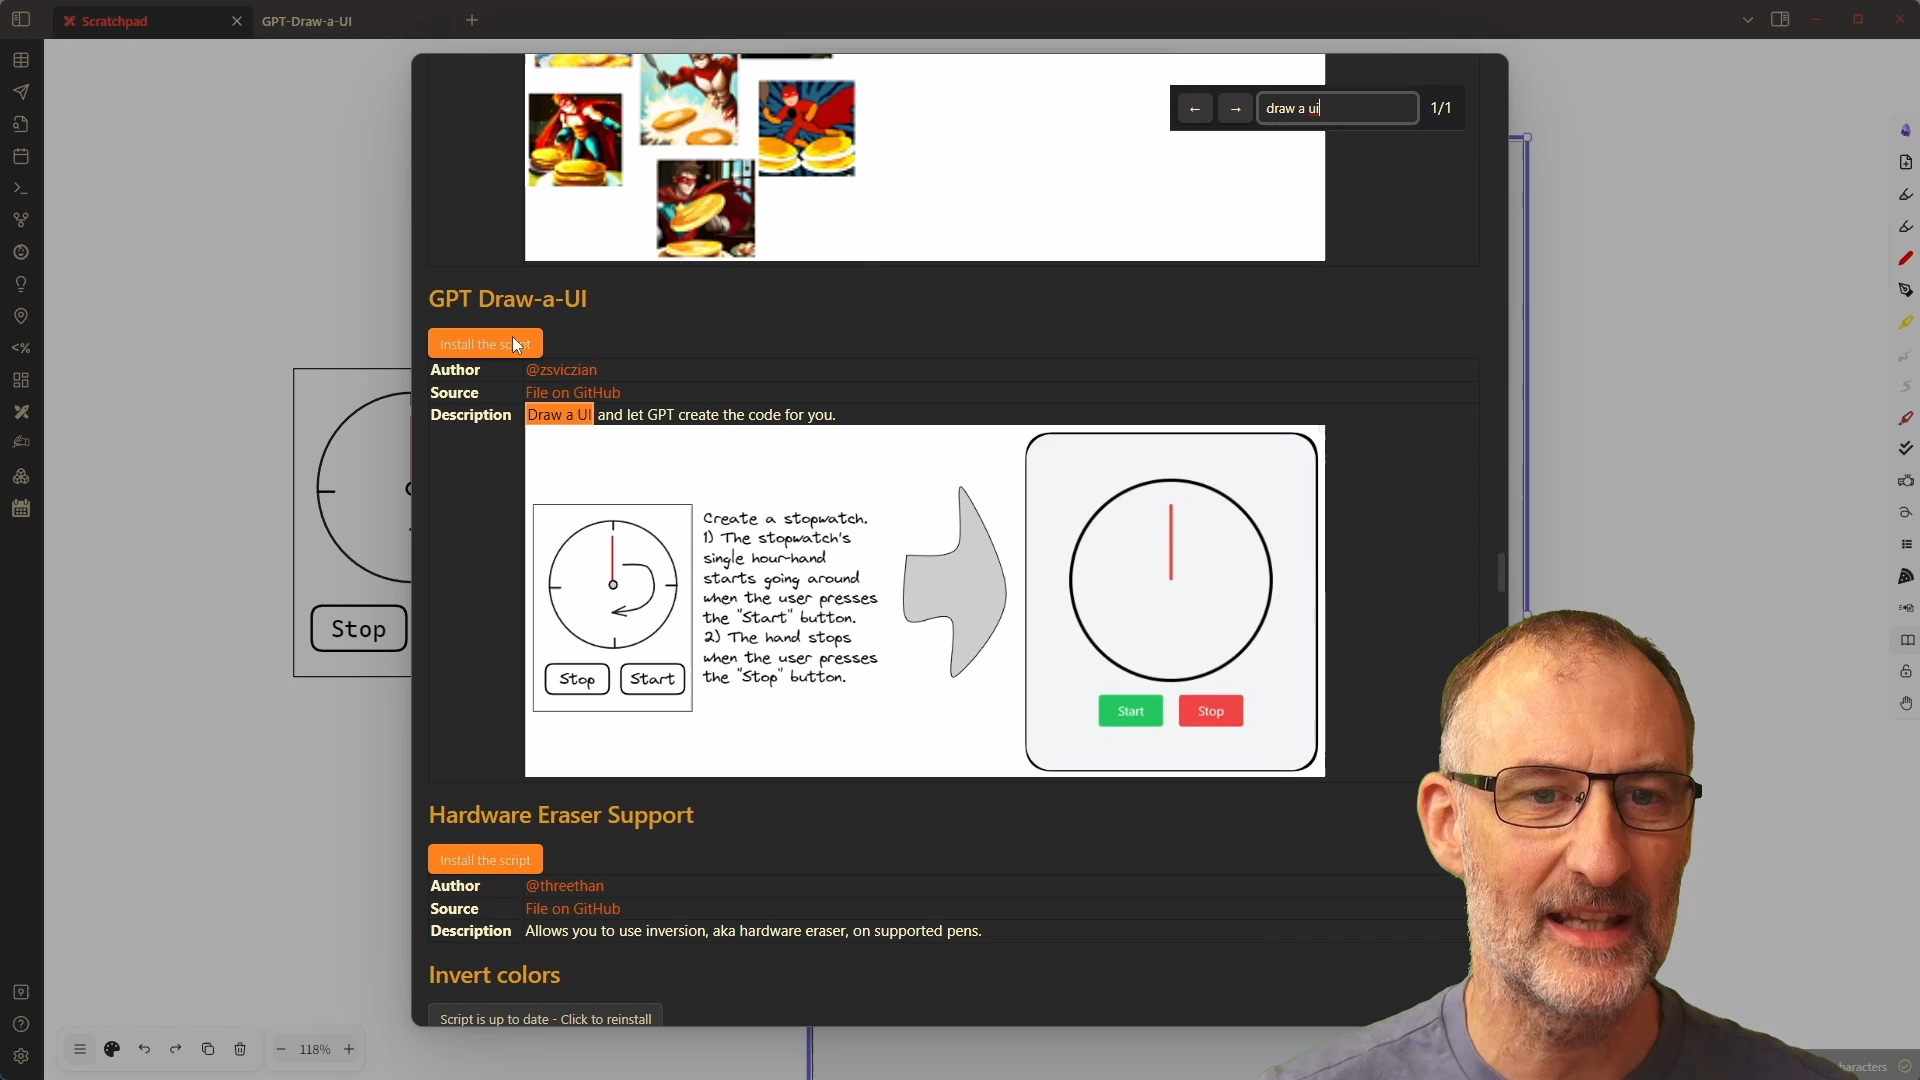 Scratchpad
GPT-Draw-a-UI
draw a ui
1/1
GPT Draw-a-UI
Install the script
Author @zsviczian
Source File on GitHub
Description Draw a UI and let GPT create the code for you.
Create a stopwatch.
1) The stopwatch's
single hour-hand
starts going around
when the user presses
the "Start" button.
2) The hand stops
when the user presses
the "Stop" button.
Stop Start
Start Stop
Stop
Hardware Eraser Support
Install the script
Author @threethan
Source File on GitHub
Description Allows you to use inversion, aka hardware eraser, on supported pens.
Invert colors
Script is up to date - Click to reinstall
118%